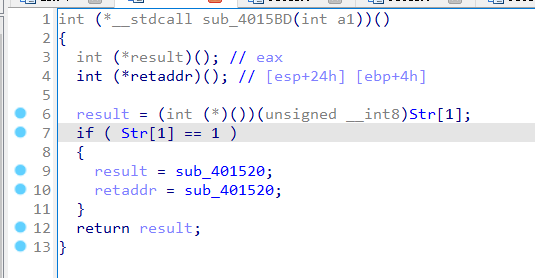 1 int (*__stdcall sub_4015BD(int a1))()
2 {
3 int (*result)(); // eax
4 int (*retaddr)(); // [esp+24h] [ebp+4h]
5
6 result = (int (*)())(unsigned __int8)Str[1];
7 if ( Str[1] == 1 )
8 {
9 result = sub_401520;
10 retaddr = sub_401520;
11 }
12 return result;
13 }